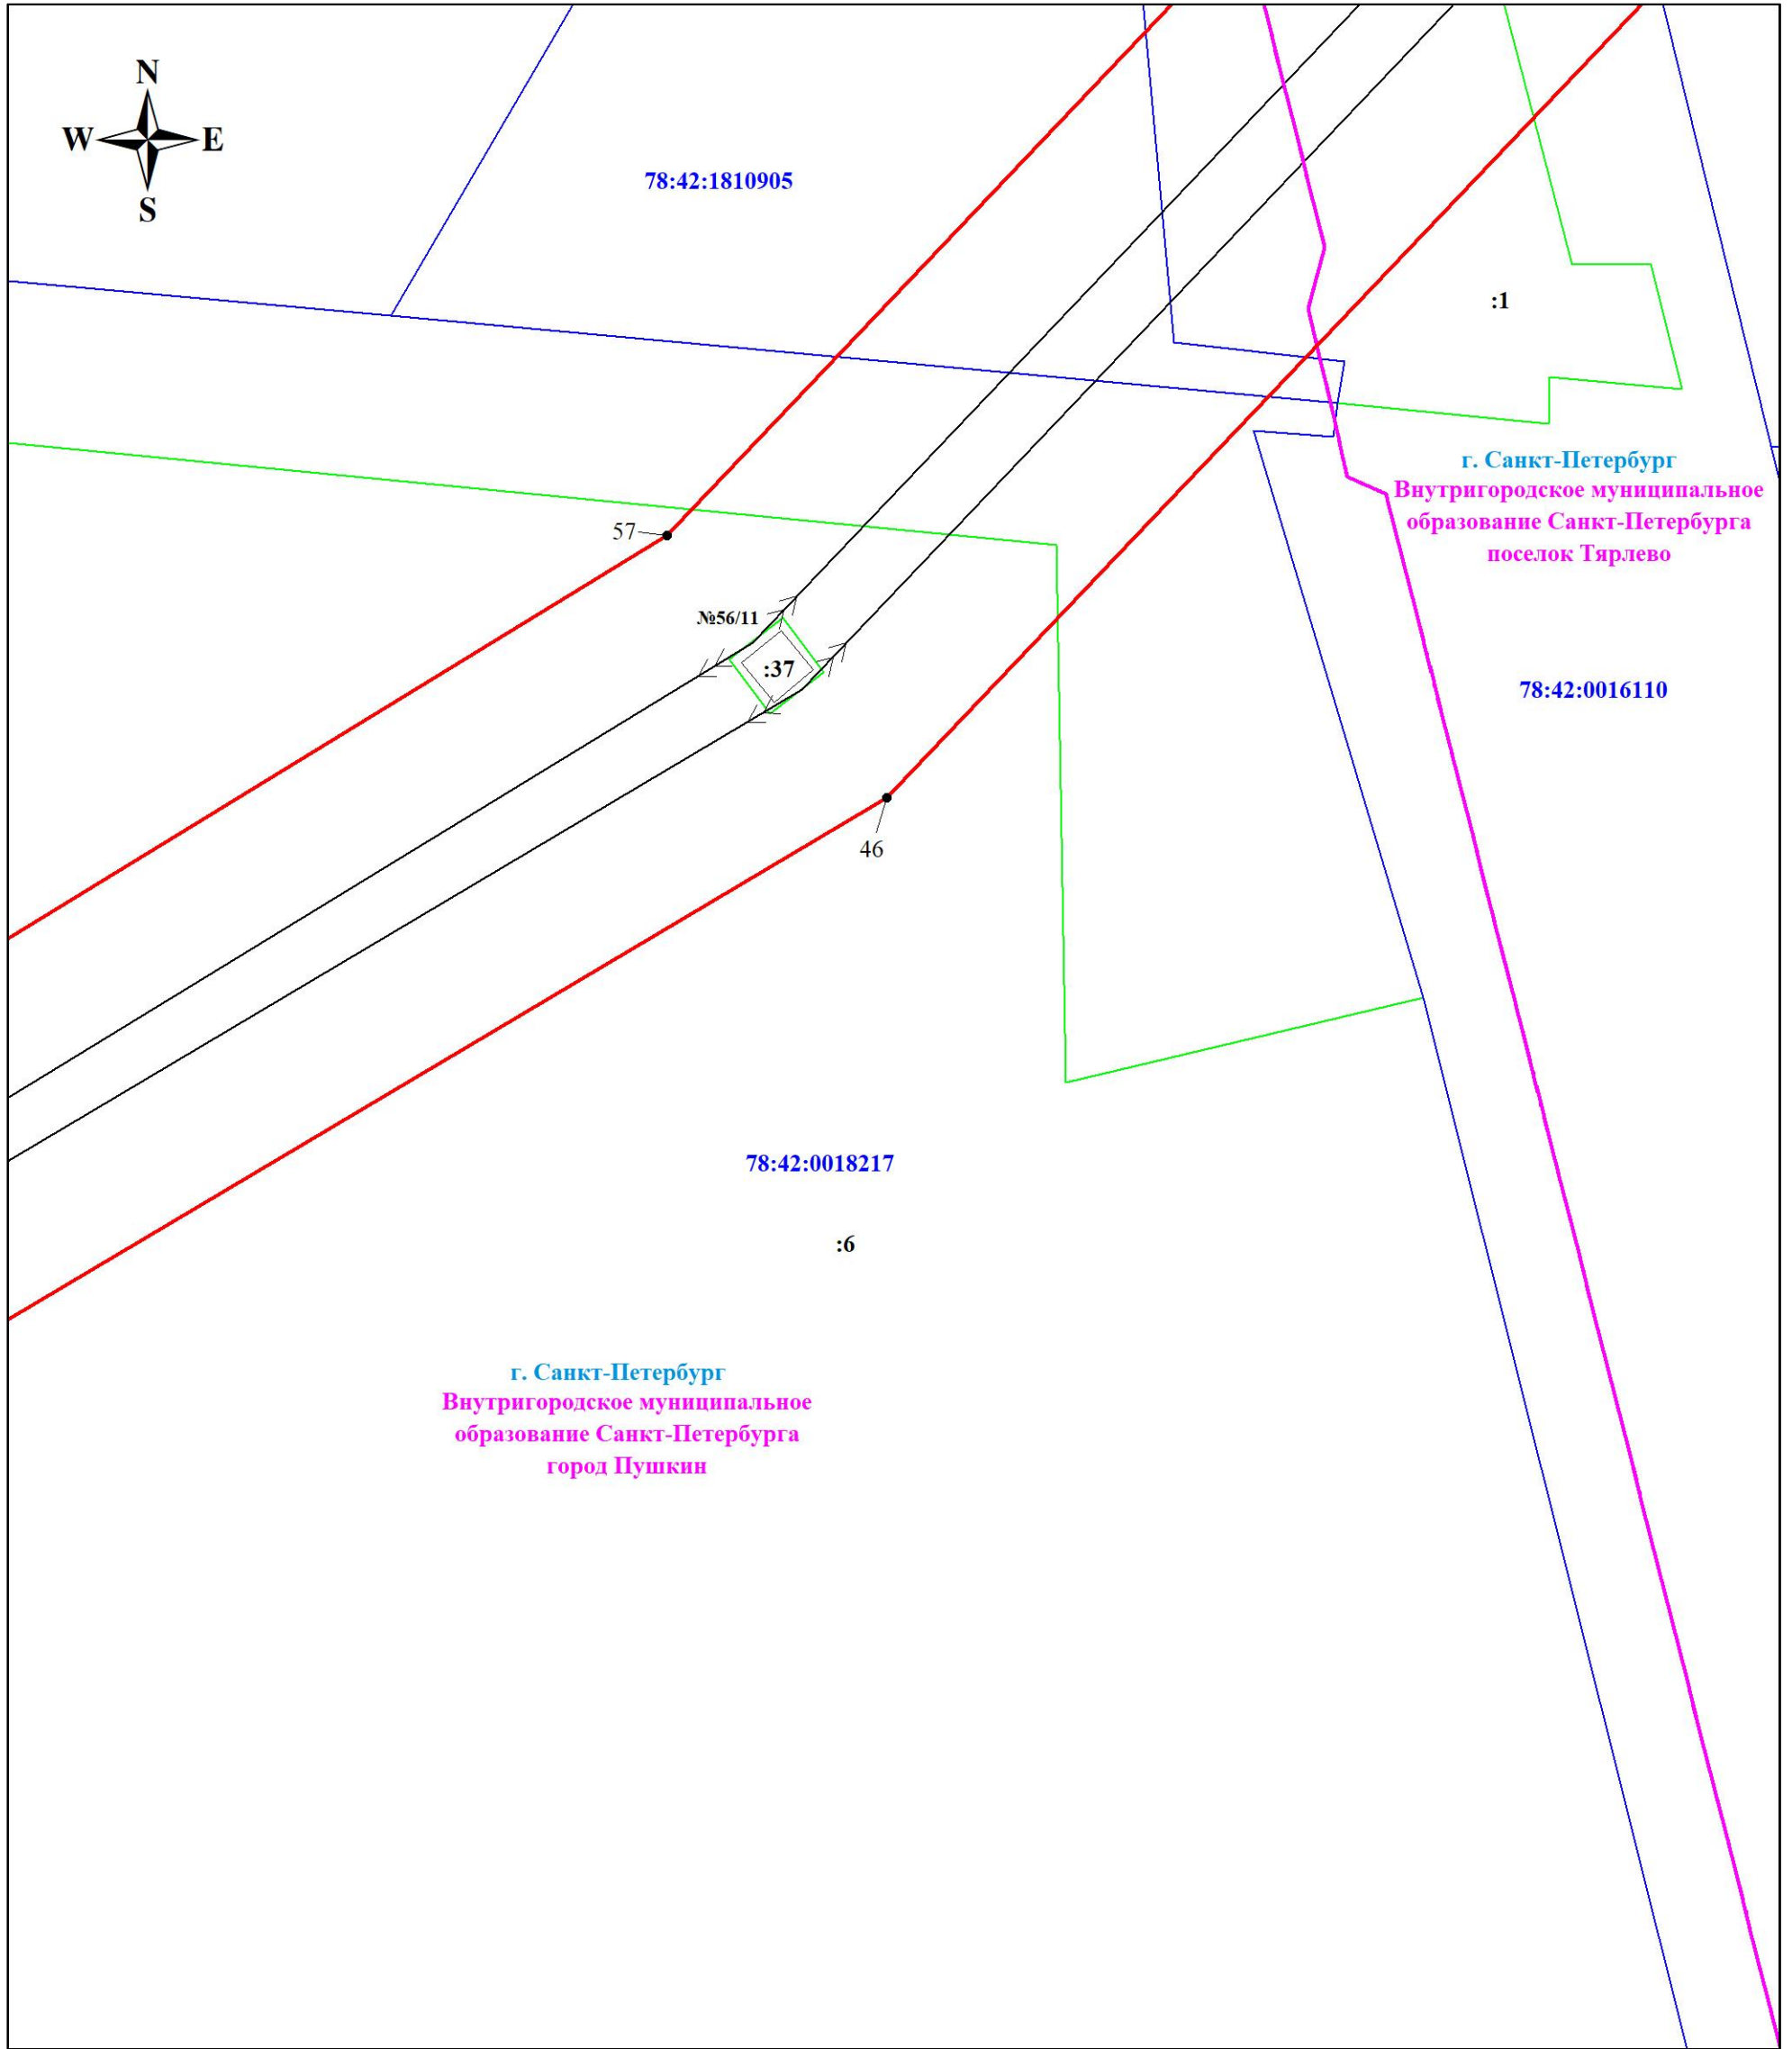 N
W E
S
78:42:1810905
:1
г. Санкт-Петербург
Внутригородское муниципальное
образование Санкт-Петербурга
поселок Тярлево
57
№56/11
:37
78:42:0016110
46
78:42:0018217
:6
г. Санкт-Петербург
Внутригородское муниципальное
образование Санкт-Петербурга
город Пушкин